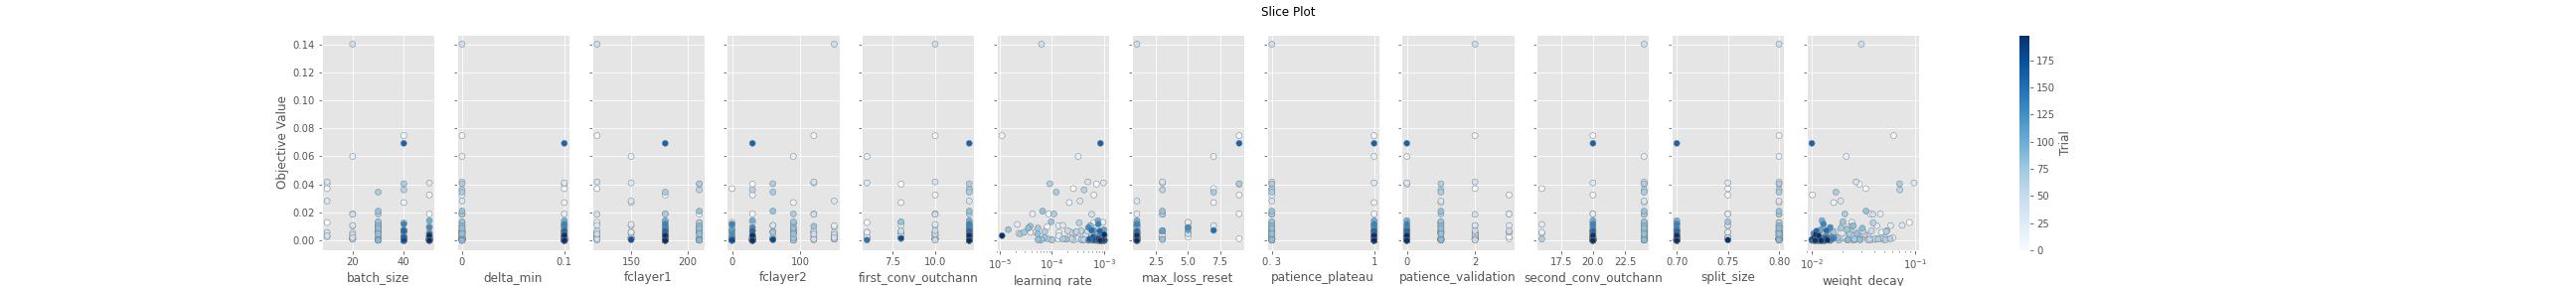 Slice Plot
Objective Value
0.14
0.12
0.10
0.08
0.06
0.04
0.02
0.00
20 40
batch_size
0 0.1
delta_min
150 200
fclayer1
0 100
fclayer2
7.5 10.0
first_conv_outchann
10⁻⁵ 10⁻⁴ 10⁻³
learning_rate
2.5 5.0 7.5
max_loss_reset
0.3 1
patience_plateau
0 2
patience_validation
17.5 20.0 22.5
second_conv_outchann
0.70 0.75 0.80
split_size
10⁻² 10⁻¹
weight_decay
175
150
125
100
75
50
25
0
Trial